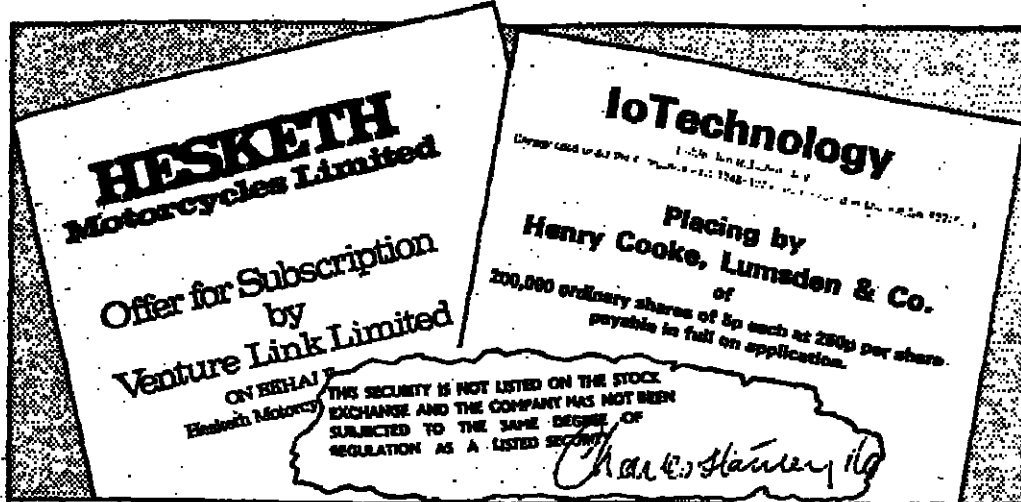 HESKETH
Motorcycles Limited
Offer for Subscription
by
Venture Link Limited
ON BEHALF
Hesketh Motorcy
IoTechnology
Placing by
Henry Cooke, Lumsden & Co.
of
200,000 ordinary shares of 5p each at 250p per share
payable in full on application.
THIS SECURITY IS NOT LISTED ON THE STOCK
EXCHANGE AND THE COMPANY HAS NOT BEEN
SUBJECTED TO THE SAME DEGREE OF
REGULATION AS A LISTED SECURITY